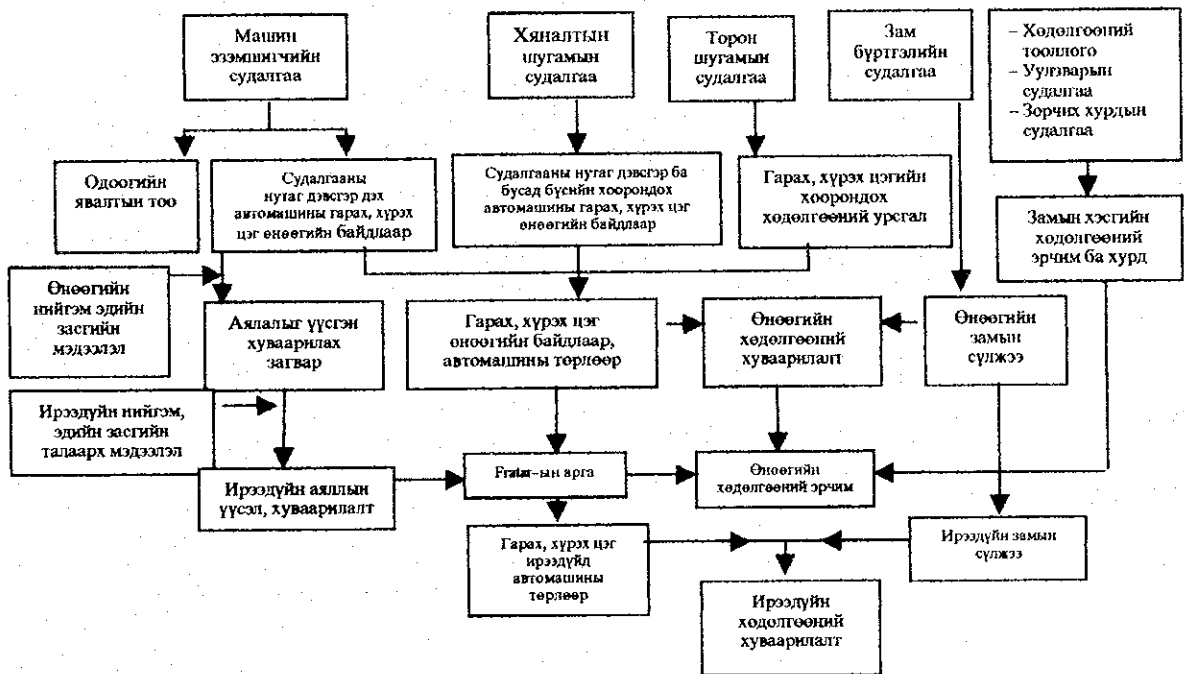 Машин
эзэмшигчийн
судалгаа
Хяналтын
шугамын
судалгаа
Торон
шугамын
судалгаа
Зам
бүртгэлийн
судалгаа
– Хөдөлгөөний
тооллого
– Уулзварын
судалгаа
– Зорчих хурдын
судалгаа
Одоогийн
явалтын тоо
Судалгааны
нутаг дэвсгэр дэх
автомашины гарах, хүрэх
цэг өнөөгийн байдлаар
Судалгааны нутаг дэвсгэр ба
бусад бүсийн хоорондох
автомашины гарах, хүрэх цэг
өнөөгийн байдлаар
Гарах, хүрэх цэгийн
хоорондох
хөдөлгөөний урсгал
Замын хэсгийн
хөдөлгөөний
эрчим ба хурд
Өнөөгийн
нийгэм эдийн
засгийн
мэдээлэл
Аялалыг үүсгэн
хуваарилах
загвар
Гарах, хүрэх цэг
өнөөгийн байдлаар,
автомашины төрлөөр
Өнөөгийн
хөдөлгөөний
хуваарилалт
Өнөөгийн
замын
сүлжээ
Ирээдүйн нийгэм,
эдийн засгийн
талаарх мэдээлэл
Ирээдүйн аяллын
үүсэл, хуваарилалт
Fratar–ын арга
Өнөөгийн
хөдөлгөөний эрчим
Гарах, хүрэх цэг
ирээдүйд
автомашины
төрлөөр
Ирээдүйн замын
сүлжээ
Ирээдүйн
хөдөлгөөний
хуваарилалт